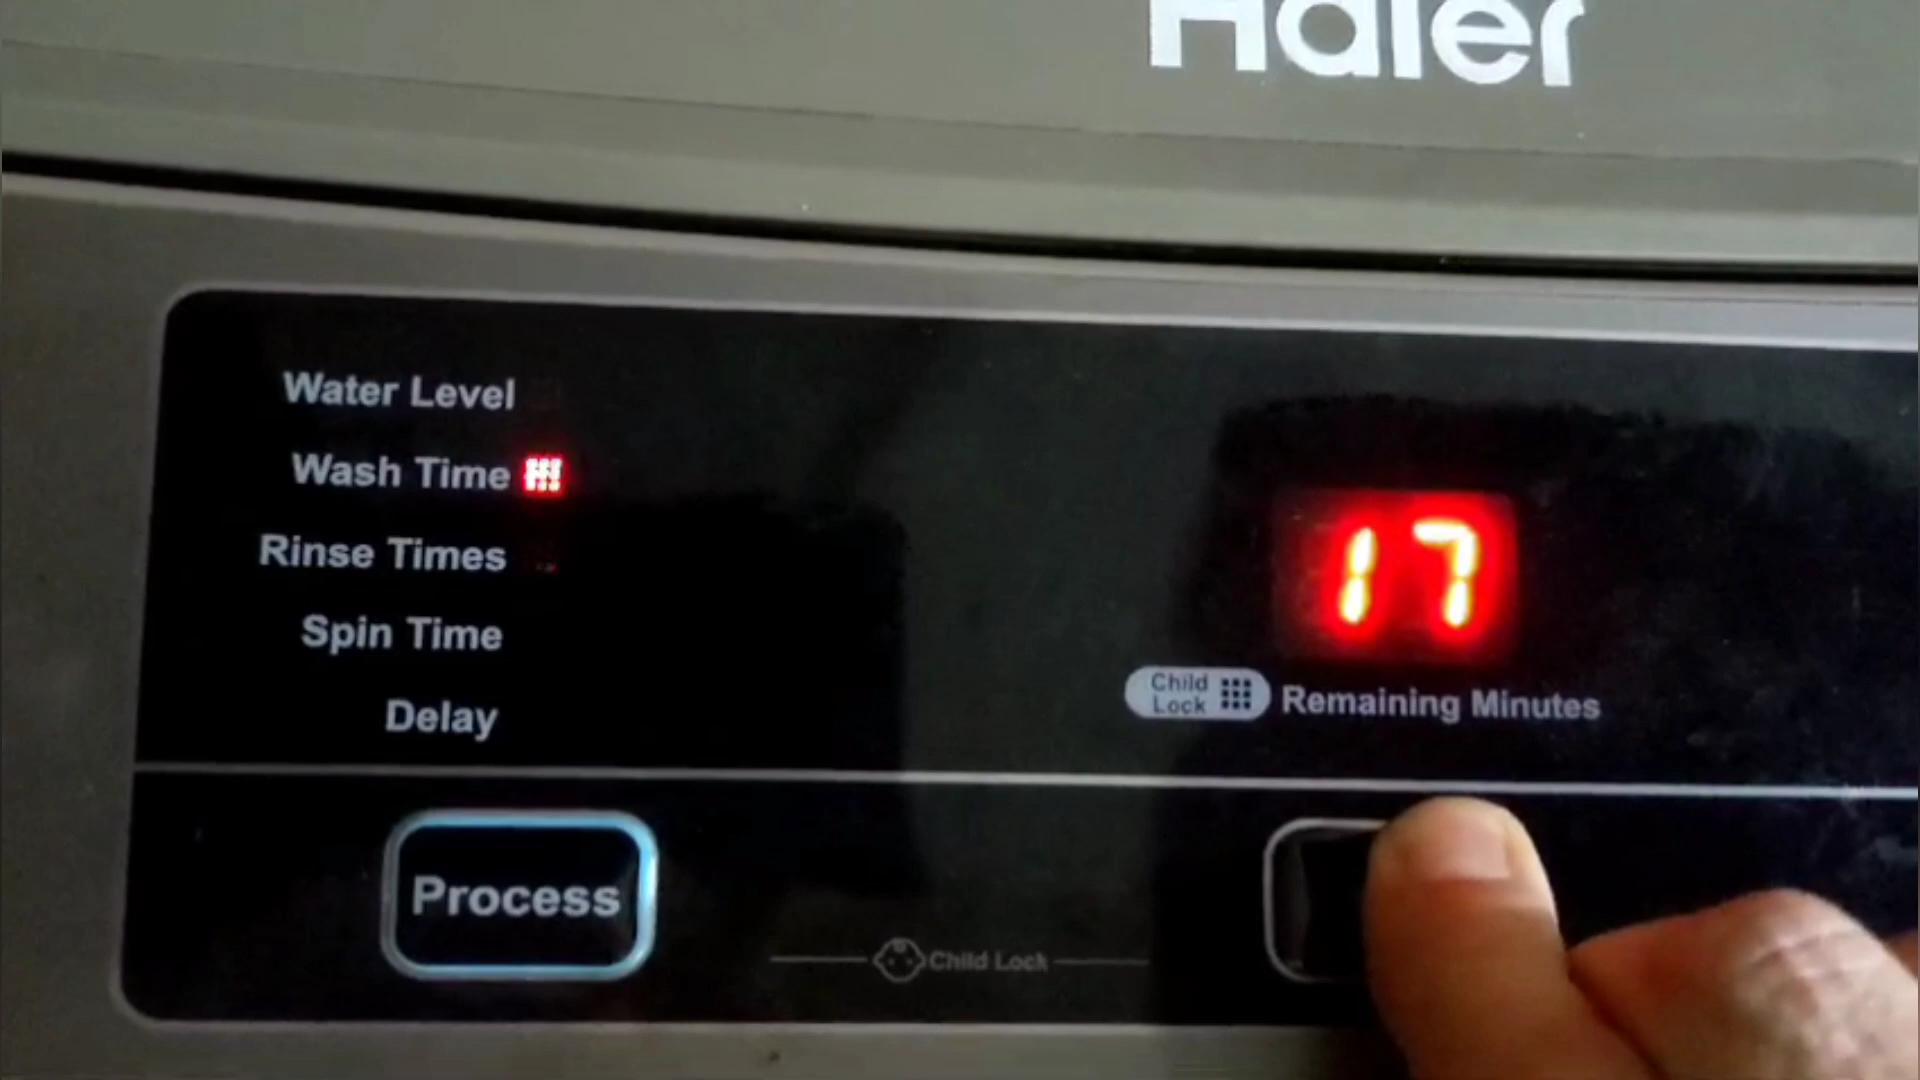 Haier
Water Level
Wash Time
Rinse Times
Spin Time
Delay
17
Child
Lock
Remaining Minutes
Process
Child Lock